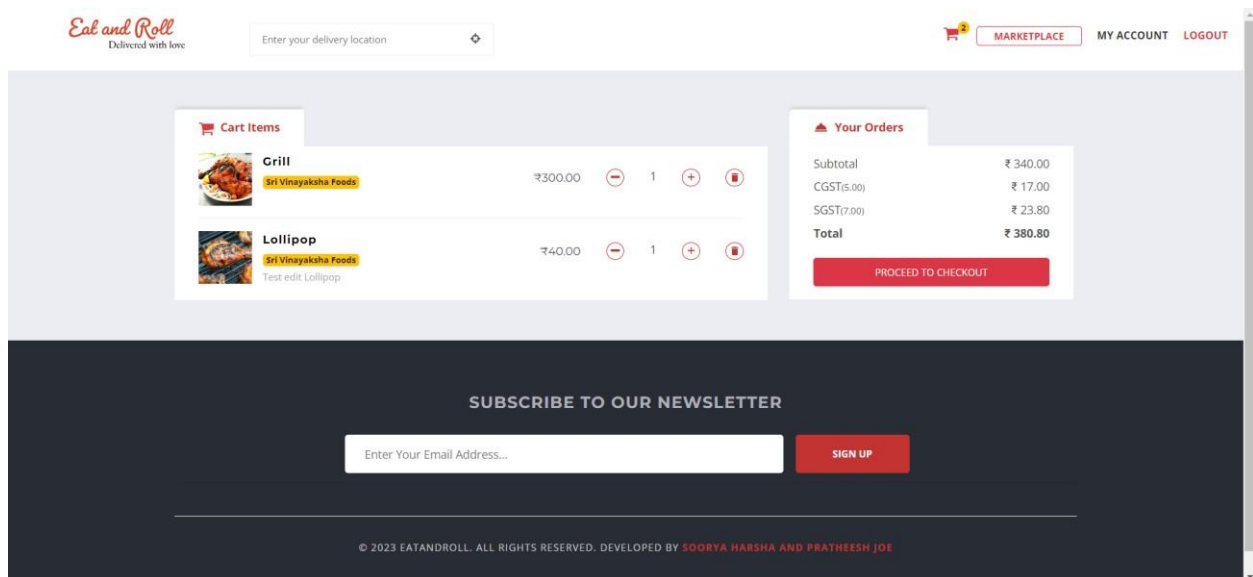 Eat and Roll
Delivered with love
Enter your delivery location
2
MARKETPLACE
MY ACCOUNT
LOGOUT
Cart Items
Grill
Sri Vinayaksha Foods
₹300.00
1
Lollipop
Sri Vinayaksha Foods
Test edit Lollipop
₹40.00
1
Your Orders
Subtotal ₹ 340.00
CGST(5.00) ₹ 17.00
SGST(7.00) ₹ 23.80
Total ₹ 380.80
PROCEED TO CHECKOUT
SUBSCRIBE TO OUR NEWSLETTER
Enter Your Email Address...
SIGN UP
© 2023 EATANDROLL. ALL RIGHTS RESERVED. DEVELOPED BY SOORYA HARSHA AND PRATHEESH JOE